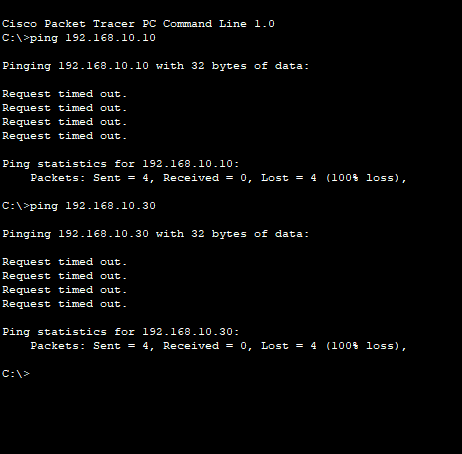 Cisco Packet Tracer PC Command Line 1.0
C:\>ping 192.168.10.10
Pinging 192.168.10.10 with 32 bytes of data:
Request timed out.
Request timed out.
Request timed out.
Request timed out.
Ping statistics for 192.168.10.10:
Packets: Sent = 4, Received = 0, Lost = 4 (100% loss),
C:\>ping 192.168.10.30
Pinging 192.168.10.30 with 32 bytes of data:
Request timed out.
Request timed out.
Request timed out.
Request timed out.
Ping statistics for 192.168.10.30:
Packets: Sent = 4, Received = 0, Lost = 4 (100% loss),
C:\>